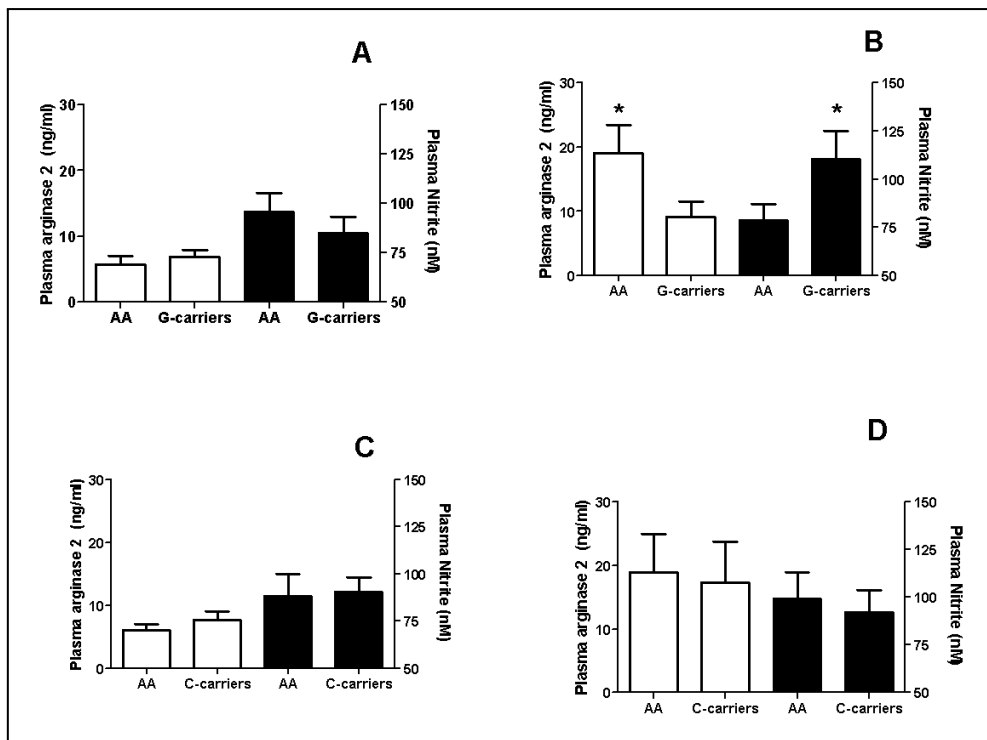 A
Plasma arginase 2 (ng/ml)
30
20
10
0
150
125
100
75
50
Plasma Nitrite (nM)
AA G-carriers AA G-carriers
B
Plasma arginase 2 (ng/ml)
30
20
10
0
* *
150
125
100
75
50
Plasma Nitrite (nM)
AA G-carriers AA G-carriers
C
Plasma arginase 2 (ng/ml)
30
20
10
0
150
125
100
75
50
Plasma Nitrite (nM)
AA C-carriers AA C-carriers
D
Plasma arginase 2 (ng/ml)
30
20
10
0
150
125
100
75
50
Plasma Nitrite (nM)
AA C-carriers AA C-carriers